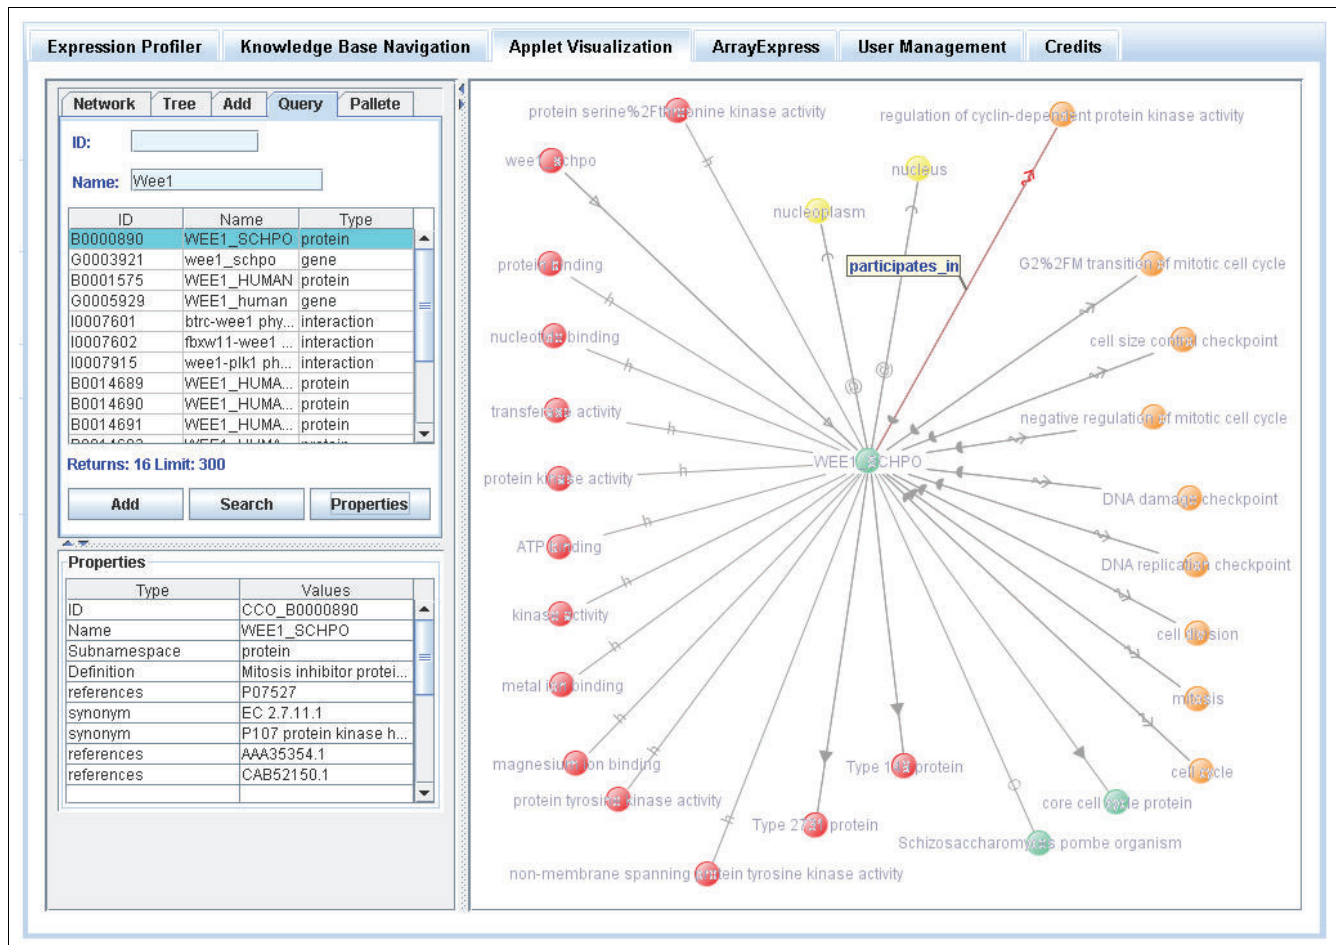 Expression Profiler Knowledge Base Navigation Applet Visualization ArrayExpress User Management Credits
Network Tree Add Query Pallete
ID:
Name: Wee1
ID Name Type
B0000890 WEE1_SCHPO protein
G0003921 wee1_schpo gene
B0001575 WEE1_HUMAN protein
G0005929 WEE1_human gene
I0007601 btrc-wee1 phy... interaction
I0007602 fbxw11-wee1 ... interaction
I0007915 wee1-plk1 ph... interaction
B0014689 WEE1_HUMA... protein
B0014690 WEE1_HUMA... protein
B0014691 WEE1_HUMA... protein
Returns: 16 Limit: 300
Add Search Properties
Properties
Type Values
ID CCO_B0000890
Name WEE1_SCHPO
Subnamespace protein
Definition Mitosis inhibitor protei...
references P07527
synonym EC 2.7.11.1
synonym P107 protein kinase h...
references AAA35354.1
references CAB52150.1
protein serine%2Fthreonine kinase activity
regulation of cyclin-dependent protein kinase activity
wee1_schpo
nucleus
nucleoplasm
protein binding
participates_in
G2%2FM transition of mitotic cell cycle
nucleotide binding
cell size control checkpoint
transferase activity
negative regulation of mitotic cell cycle
WEE1_SCHPO
protein kinase activity
DNA damage checkpoint
ATP binding
DNA replication checkpoint
kinase activity
cell division
metal ion binding
mitosis
magnesium ion binding
Type 1 protein
cell cycle
protein tyrosine kinase activity
core cell cycle protein
Type 2 protein
Schizosaccharomyces pombe organism
non-membrane spanning protein tyrosine kinase activity